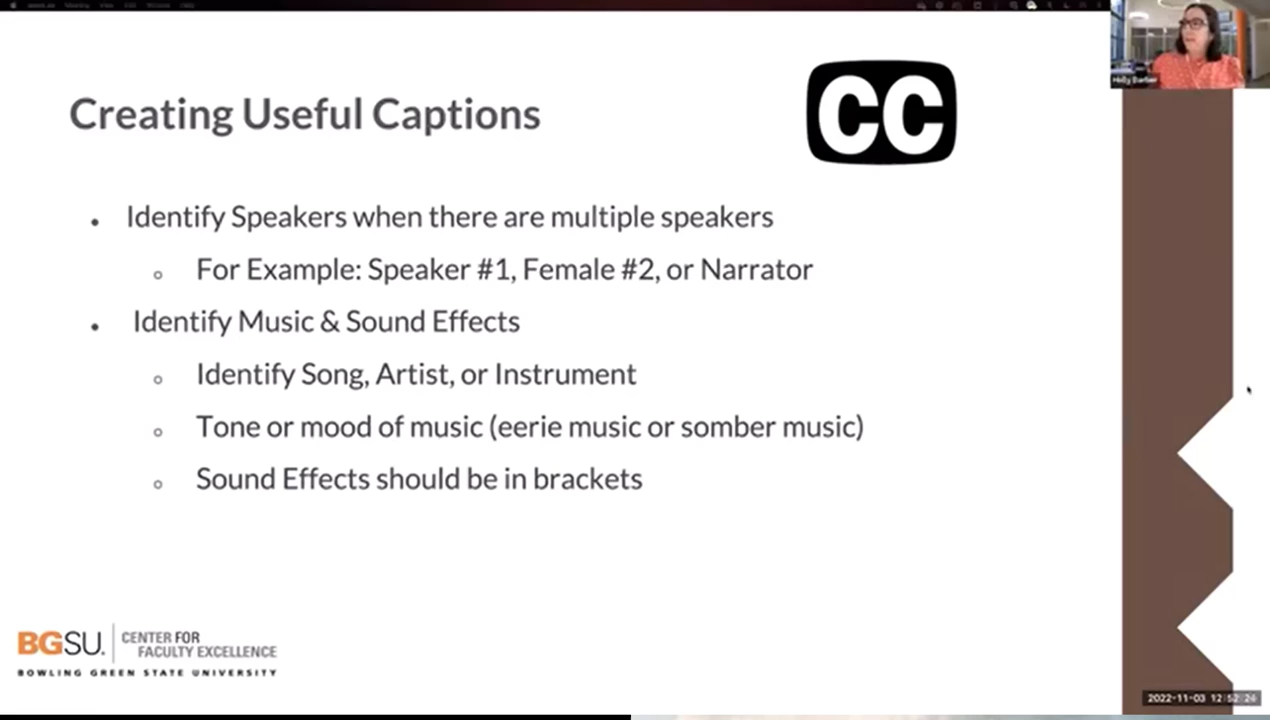 Creating Useful Captions
CC
Holly Barber
Identify Speakers when there are multiple speakers
For Example: Speaker #1, Female #2, or Narrator
Identify Music & Sound Effects
Identify Song, Artist, or Instrument
Tone or mood of music (eerie music or somber music)
Sound Effects should be in brackets
BGSU.
CENTER FOR
FACULTY EXCELLENCE
BOWLING GREEN STATE UNIVERSITY
2022-11-03 12:52:24